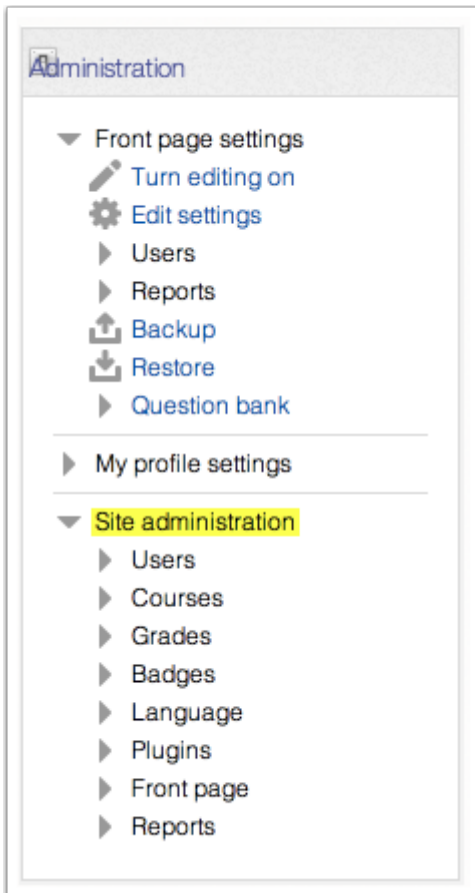 Administration
Front page settings
Turn editing on
Edit settings
Users
Reports
Backup
Restore
Question bank
My profile settings
Site administration
Users
Courses
Grades
Badges
Language
Plugins
Front page
Reports